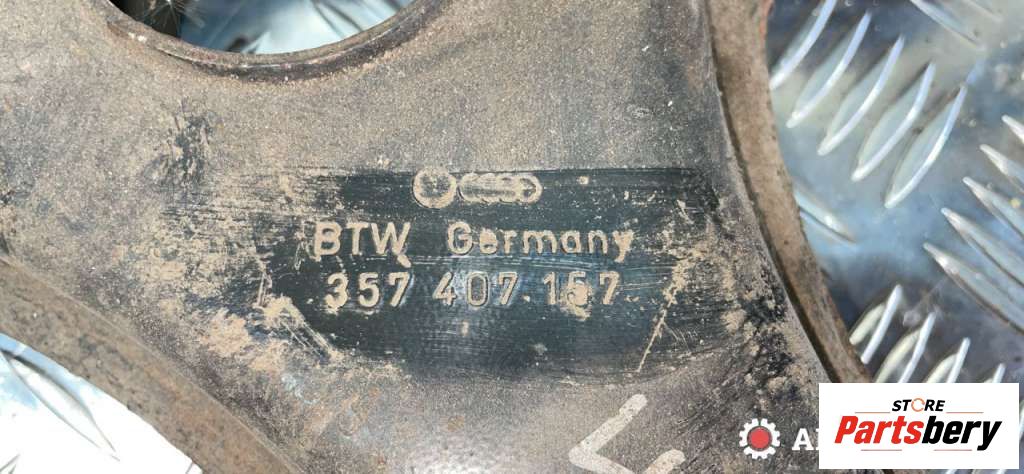 BTW Germany
357 407.157
L
STORE
Partsbery